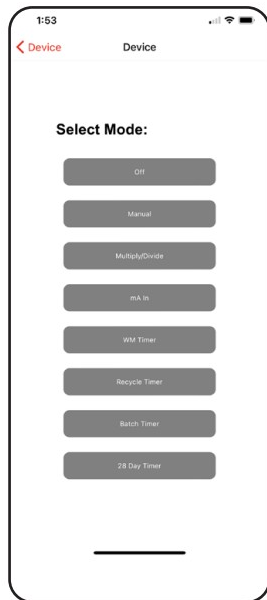 1:53
Device
Device
Select Mode:
Off
Manual
Multiply/Divide
mA In
WM Timer
Recycle Timer
Batch Timer
28 Day Timer